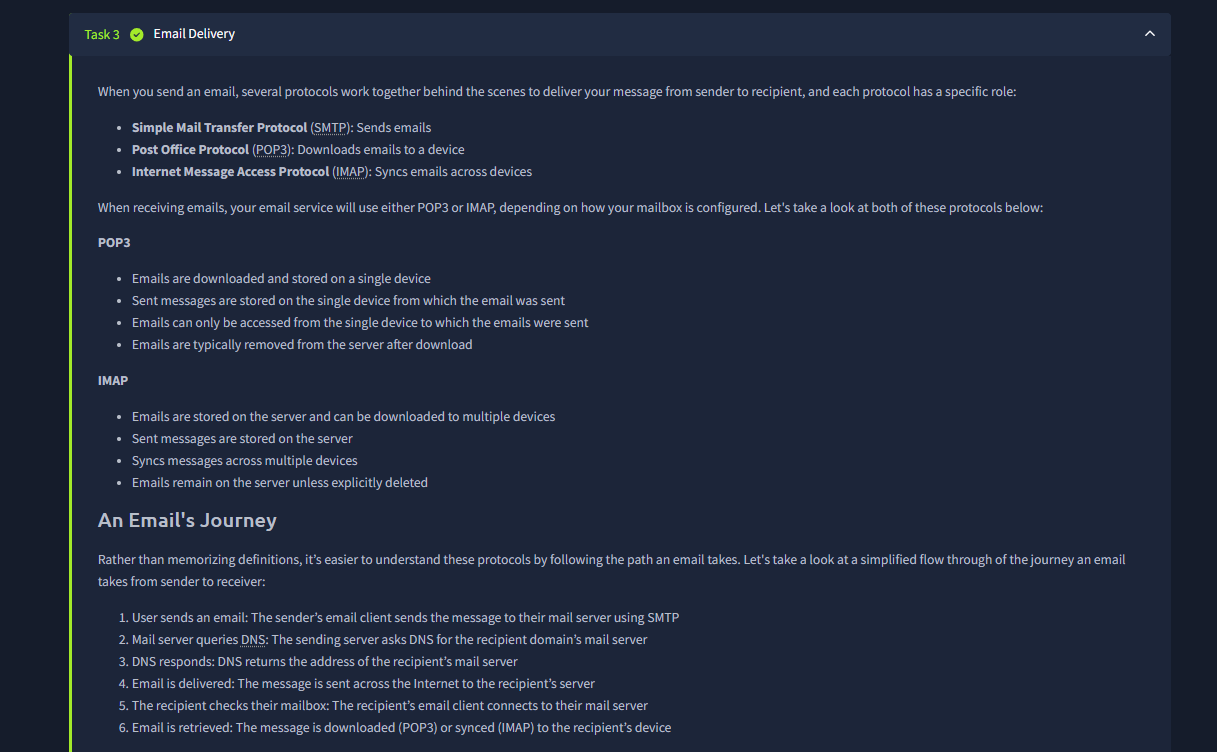 Task 3 Email Delivery
When you send an email, several protocols work together behind the scenes to deliver your message from sender to recipient, and each protocol has a specific role:
• Simple Mail Transfer Protocol (SMTP): Sends emails
• Post Office Protocol (POP3): Downloads emails to a device
• Internet Message Access Protocol (IMAP): Syncs emails across devices
When receiving emails, your email service will use either POP3 or IMAP, depending on how your mailbox is configured. Let's take a look at both of these protocols below:
POP3
• Emails are downloaded and stored on a single device
• Sent messages are stored on the single device from which the email was sent
• Emails can only be accessed from the single device to which the emails were sent
• Emails are typically removed from the server after download
IMAP
• Emails are stored on the server and can be downloaded to multiple devices
• Sent messages are stored on the server
• Syncs messages across multiple devices
• Emails remain on the server unless explicitly deleted
An Email's Journey
Rather than memorizing definitions, it’s easier to understand these protocols by following the path an email takes. Let's take a look at a simplified flow through of the journey an email
takes from sender to receiver:
1. User sends an email: The sender’s email client sends the message to their mail server using SMTP
2. Mail server queries DNS: The sending server asks DNS for the recipient domain’s mail server
3. DNS responds: DNS returns the address of the recipient’s mail server
4. Email is delivered: The message is sent across the Internet to the recipient’s server
5. The recipient checks their mailbox: The recipient’s email client connects to their mail server
6. Email is retrieved: The message is downloaded (POP3) or synced (IMAP) to the recipient’s device